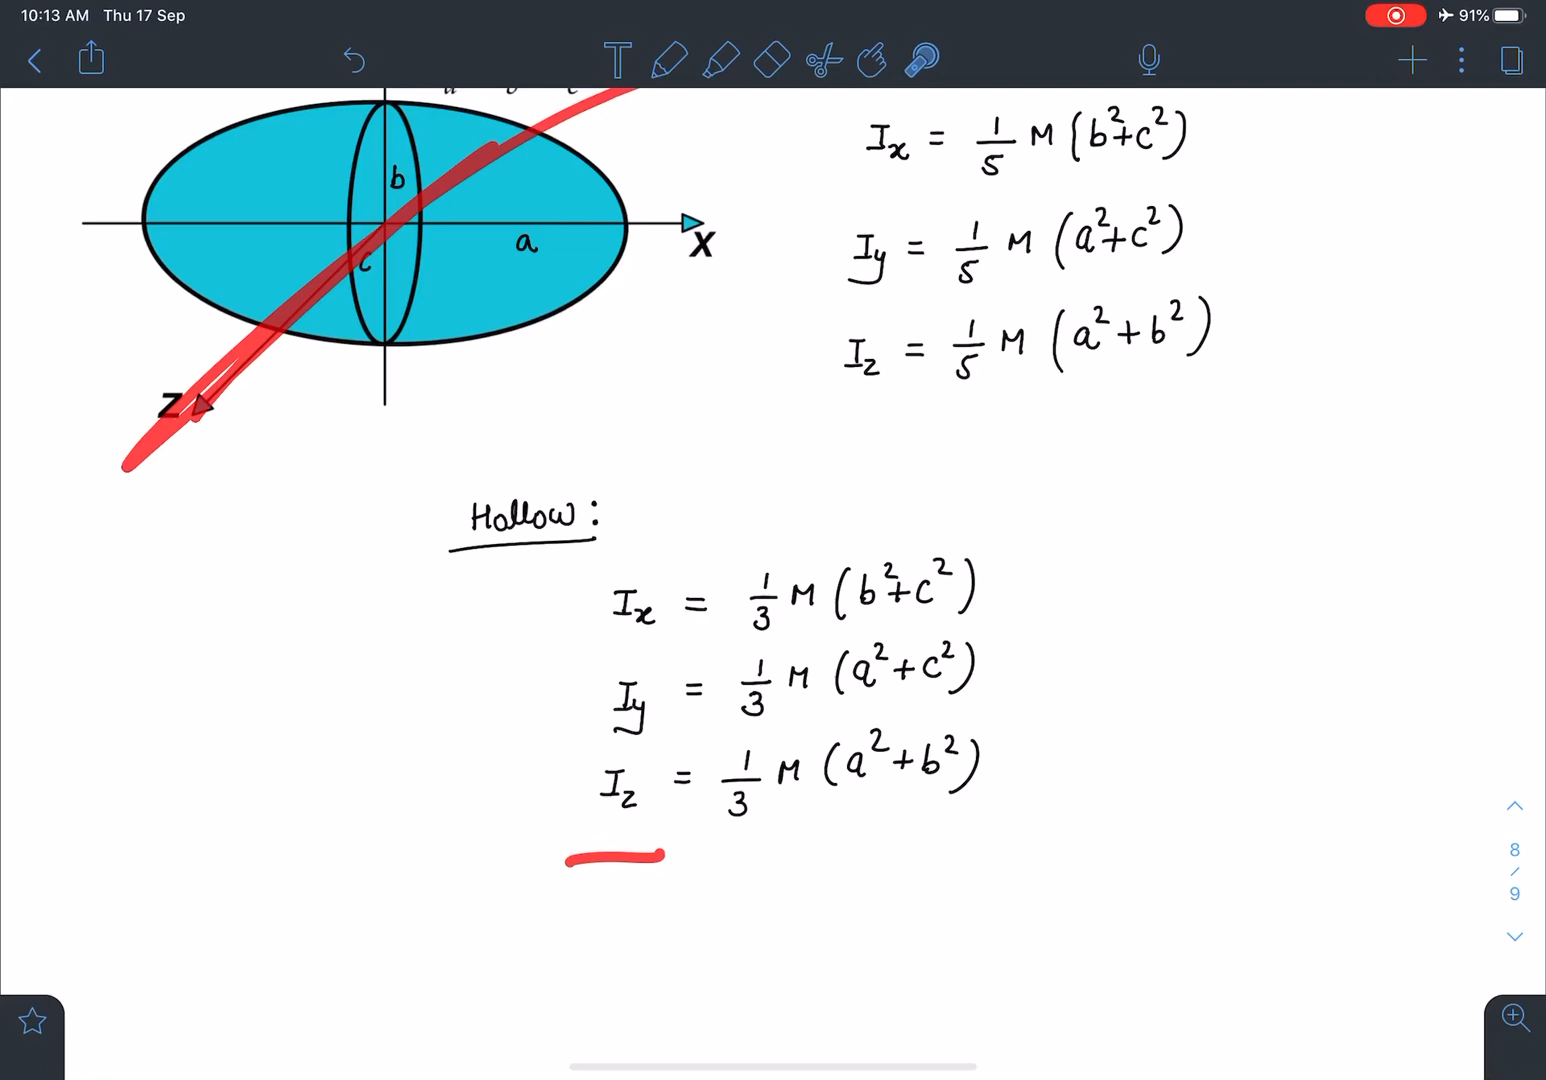 10:13 AM Thu 17 Sep
91%
T
b
a
c
X
Z
Ix = 1/5 M (b²+c²)
Iy = 1/5 M (a²+c²)
Iz = 1/5 M (a²+b²)
Hollow:
Ix = 1/3 M (b²+c²)
Iy = 1/3 M (a²+c²)
Iz = 1/3 M (a²+b²)
8
/
9